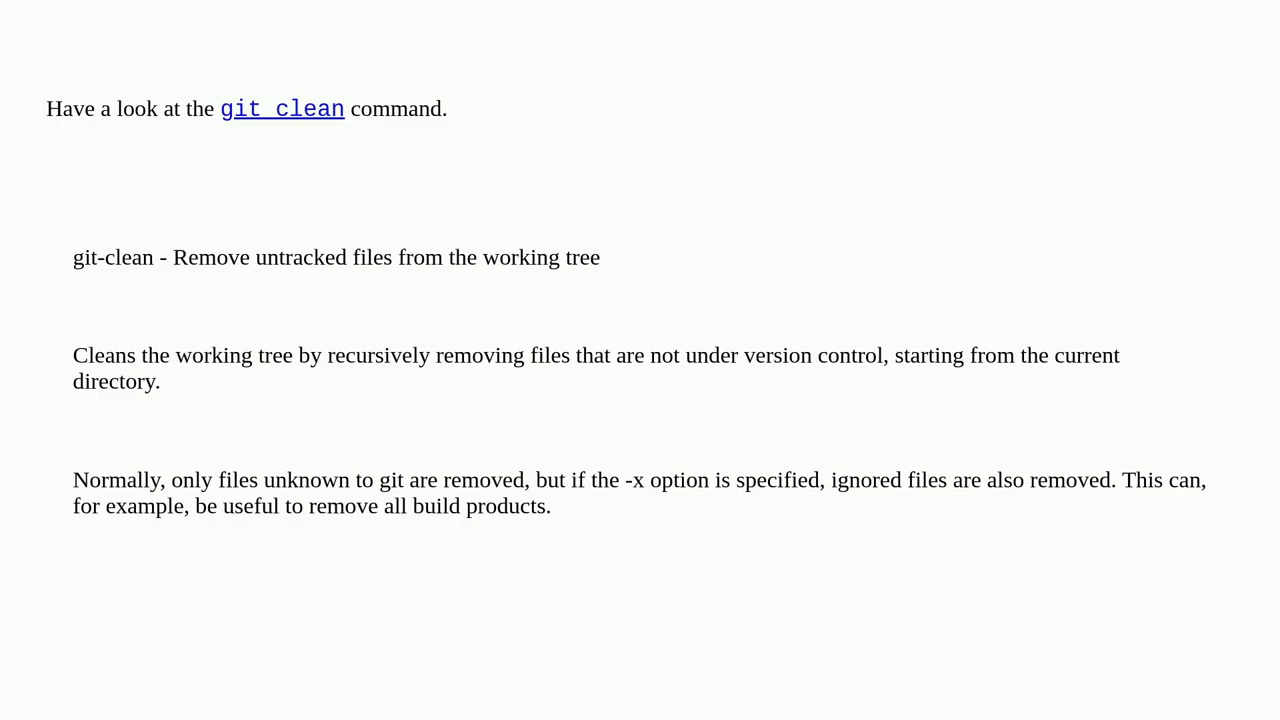 Have a look at the git clean command.
git-clean - Remove untracked files from the working tree
Cleans the working tree by recursively removing files that are not under version control, starting from the current
directory.
Normally, only files unknown to git are removed, but if the -x option is specified, ignored files are also removed. This can,
for example, be useful to remove all build products.